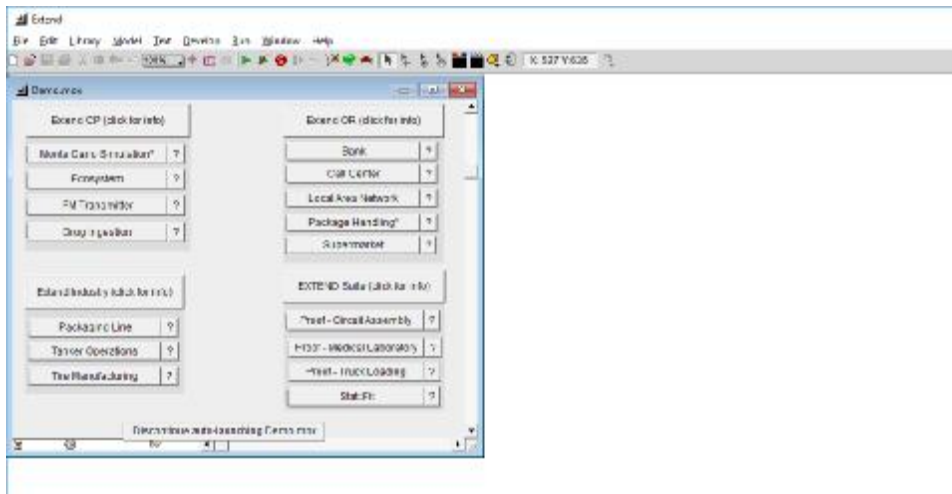 Extend
File Edit Library Model Text Develop Run Window Help
100%
X: 537 Y:635
Demo.mox
Extend CP (click for info)
Monte Carlo Simulation* ?
Ecosystem ?
FM Transmitter ?
Drug Ingestion ?
Extend OR (click for info)
Bank ?
Call Center ?
Local Area Network ?
Package Handling* ?
Supermarket ?
Extend Industry (click for info)
Packaging Line ?
Tanker Operations ?
Tire Manufacturing ?
EXTEND Suite (click for info)
Proof - Circuit Assembly ?
Proof - Medical Laboratory ?
Proof - Truck Loading ?
Stat::Fit ?
Discontinue auto-launching Demo.mox